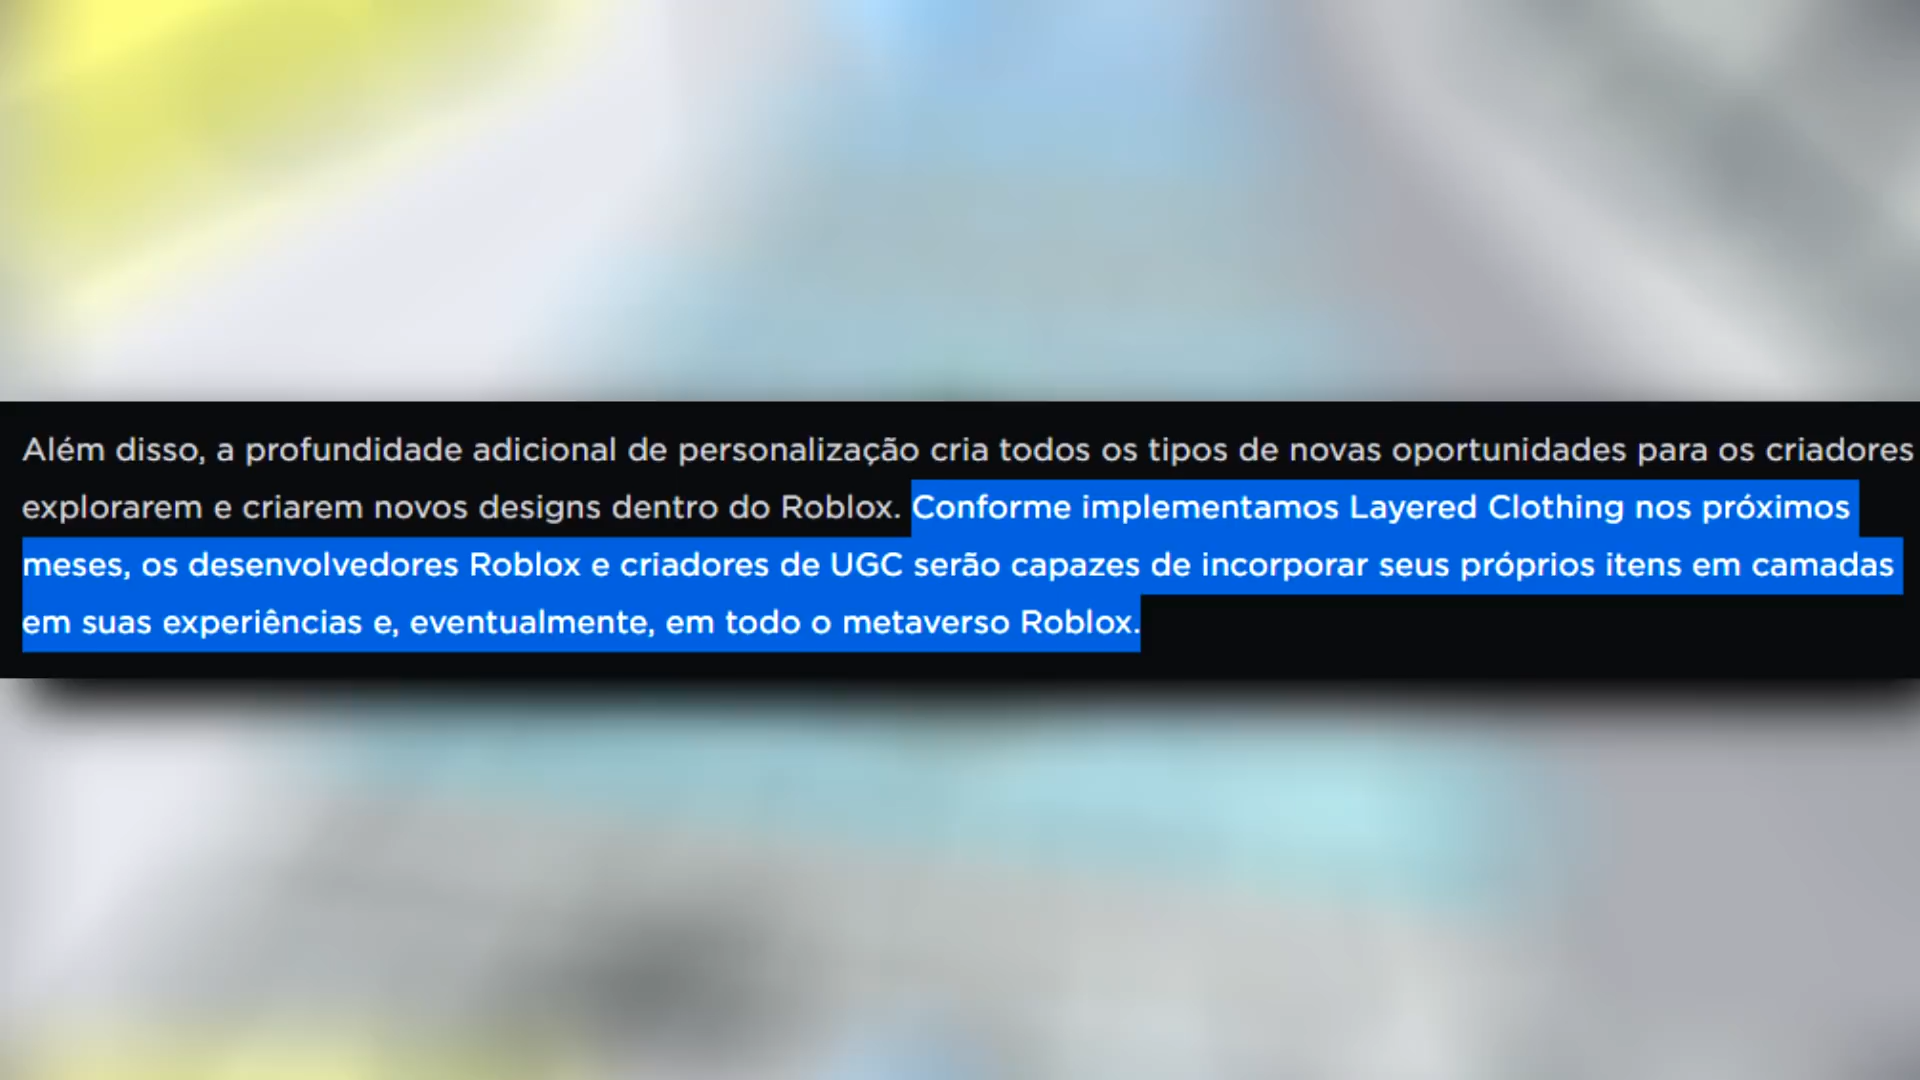 Além disso, a profundidade adicional de personalização cria todos os tipos de novas oportunidades para os criadores
explorarem e criarem novos designs dentro do Roblox. Conforme implementamos Layered Clothing nos próximos
meses, os desenvolvedores Roblox e criadores de UGC serão capazes de incorporar seus próprios itens em camadas
em suas experiências e, eventualmente, em todo o metaverso Roblox.